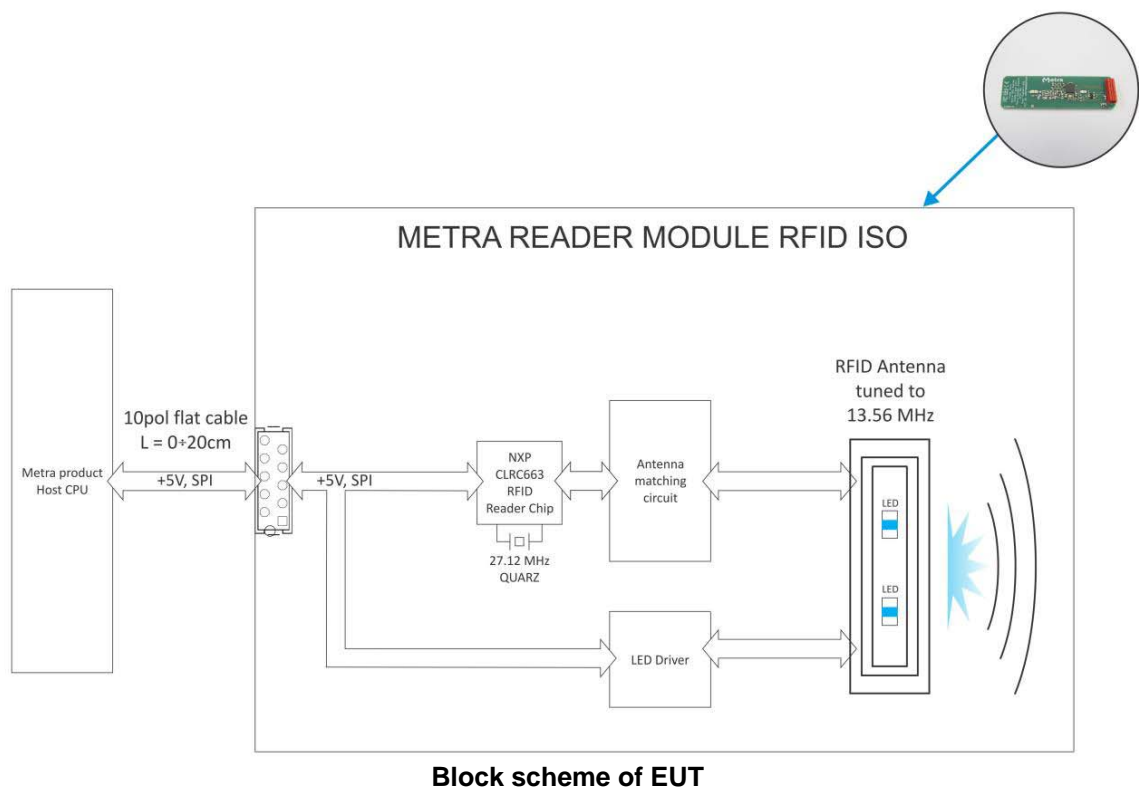 Metra
METRA READER MODULE RFID ISO
10pol flat cable
L = 0÷20cm
Metra product
Host CPU
+5V, SPI
+5V, SPI
NXP
CLRC663
RFID
Reader Chip
27.12 MHz
QUARZ
Antenna
matching
circuit
LED Driver
RFID Antenna
tuned to
13.56 MHz
LED
LED
Block scheme of EUT